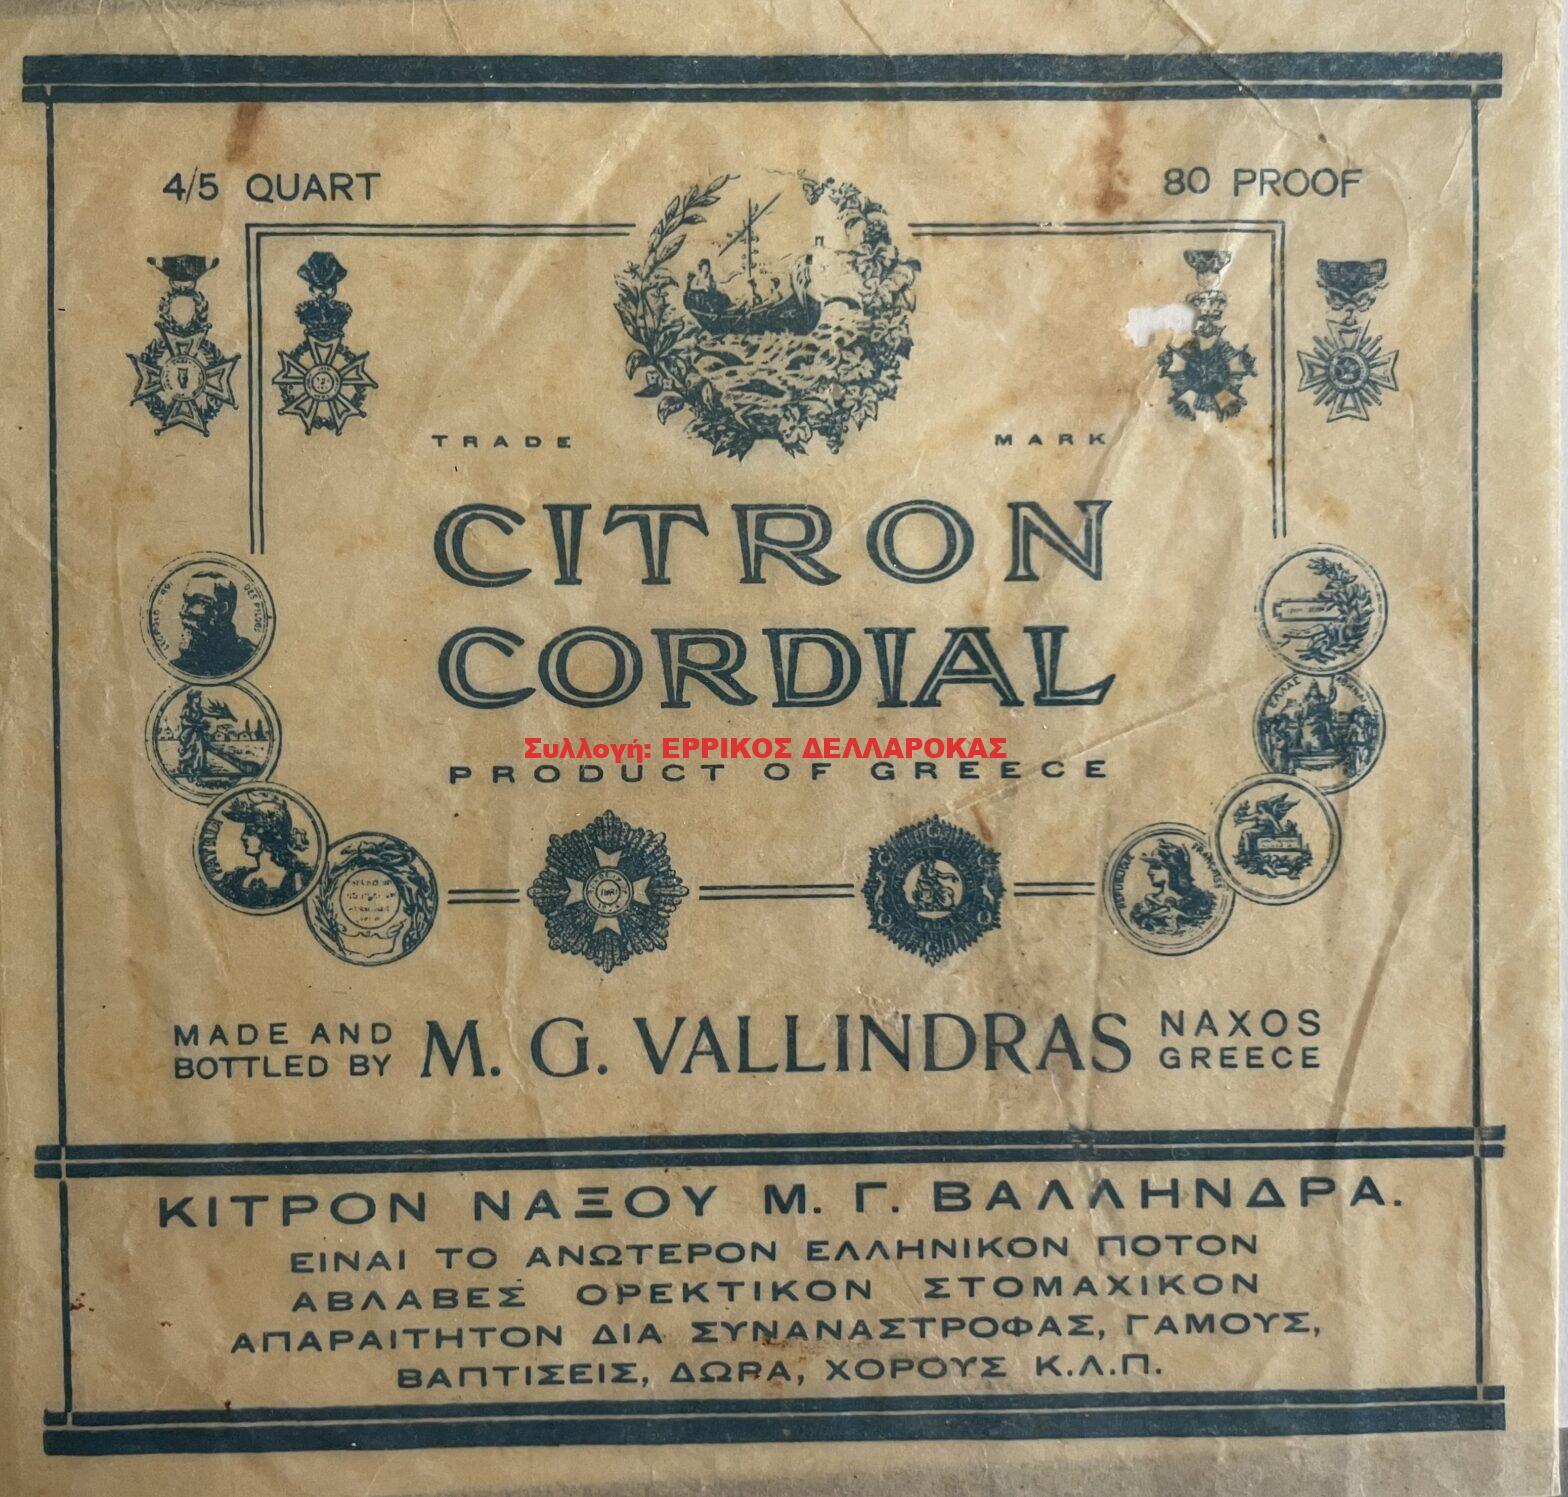 4/5 QUART
80 PROOF
TRADE MARK
CITRON
CORDIAL
Συλλογή: ΕΡΡΙΚΟΣ ΔΕΛΛΑΡΟΚΑΣ
PRODUCT OF GREECE
MADE AND
BOTTLED BY
M. G. VALLINDRAS
NAXOS
GREECE
ΚΙΤΡΟΝ ΝΑΞΟΥ Μ. Γ. ΒΑΛΛΗΝΔΡΑ.
ΕΙΝΑΙ ΤΟ ΑΝΩΤΕΡΟΝ ΕΛΛΗΝΙΚΟΝ ΠΟΤΟΝ
ΑΒΛΑΒΕΣ ΟΡΕΚΤΙΚΟΝ ΣΤΟΜΑΧΙΚΟΝ
ΑΠΑΡΑΙΤΗΤΟΝ ΔΙΑ ΣΥΝΑΝΑΣΤΡΟΦΑΣ, ΓΑΜΟΥΣ,
ΒΑΠΤΙΣΕΙΣ, ΔΩΡΑ, ΧΟΡΟΥΣ Κ.Λ.Π.